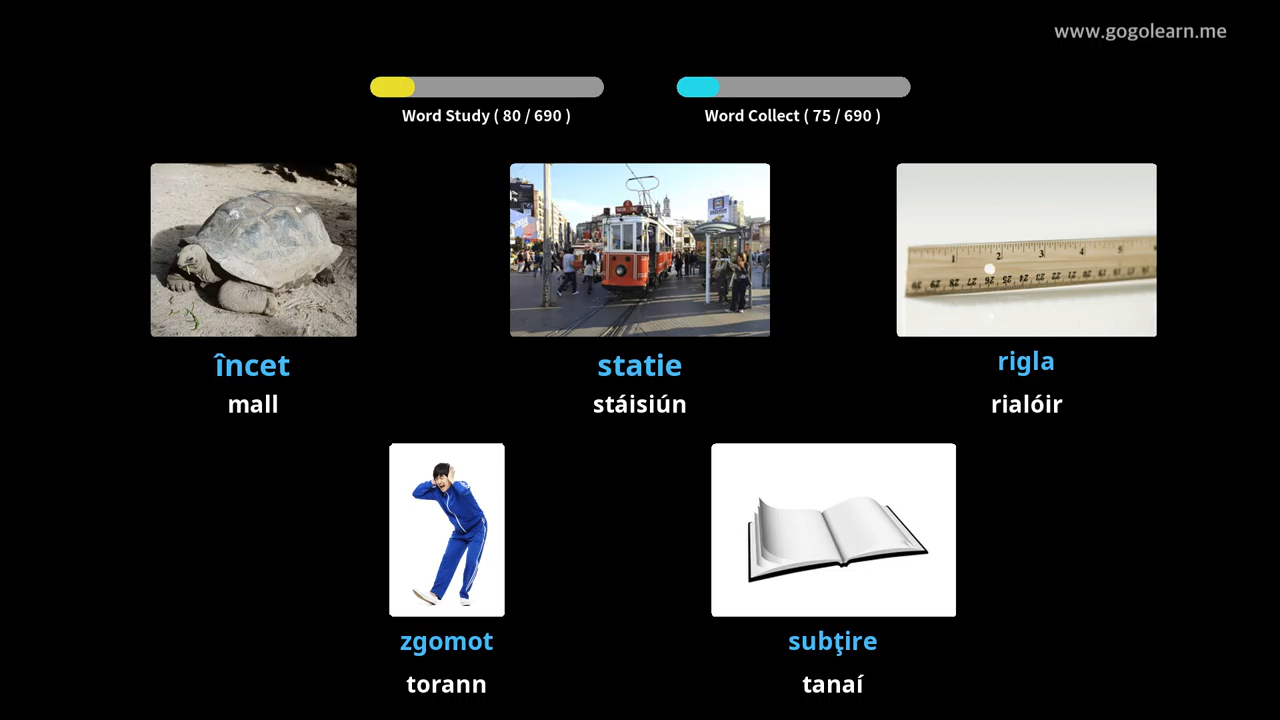 www.gogolearn.me
Word Study ( 80 / 690 )
Word Collect ( 75 / 690 )
încet
statie
rigla
mall
stáisiún
rialóir
zgomot
subţire
torann
tanaí